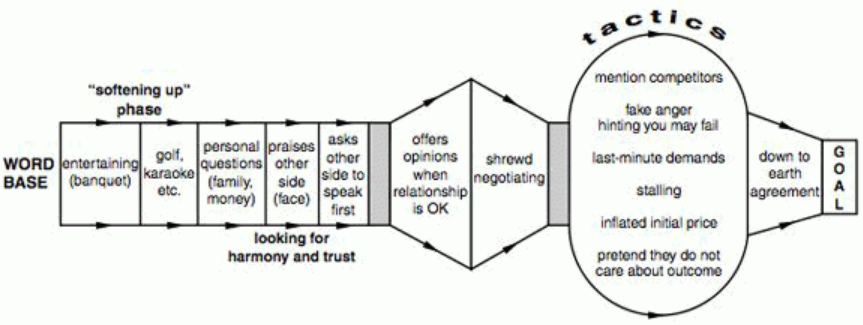 tactics
"softening up"
phase
WORD
BASE
entertaining
(banquet)
golf,
karaoke
etc.
personal
questions
(family,
money)
praises
other
side
(face)
asks
other
side to
speak
first
looking for
harmony and trust
offers
opinions
when
relationship
is OK
shrewd
negotiating
mention competitors
fake anger
hinting you may fail
last-minute demands
stalling
inflated initial price
pretend they do not
care about outcome
down to
earth
agreement
GOAL